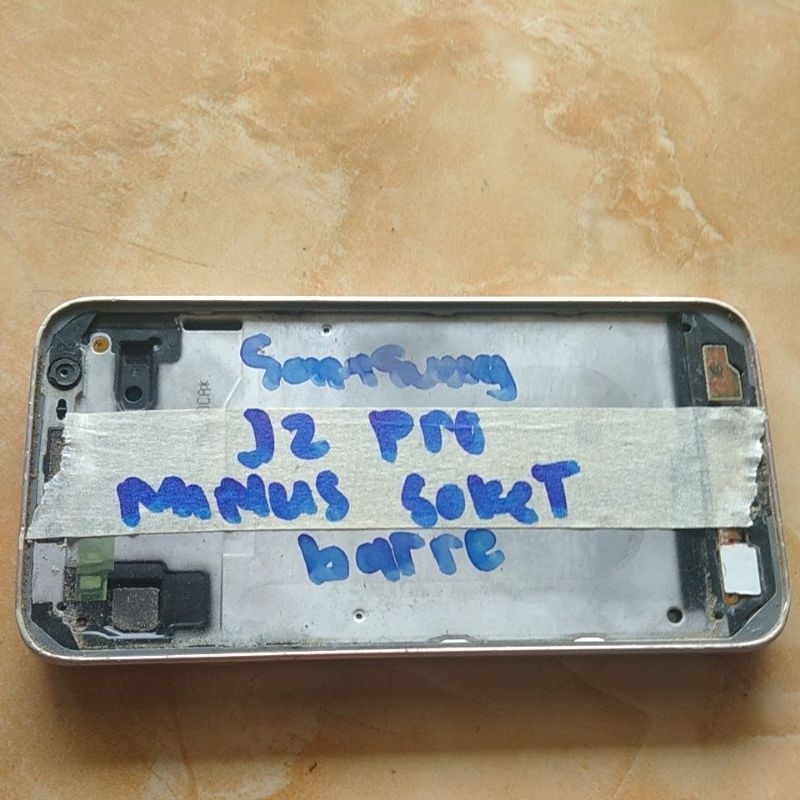 SamSung
J2 PRO
MiNUS SOKeT
barre